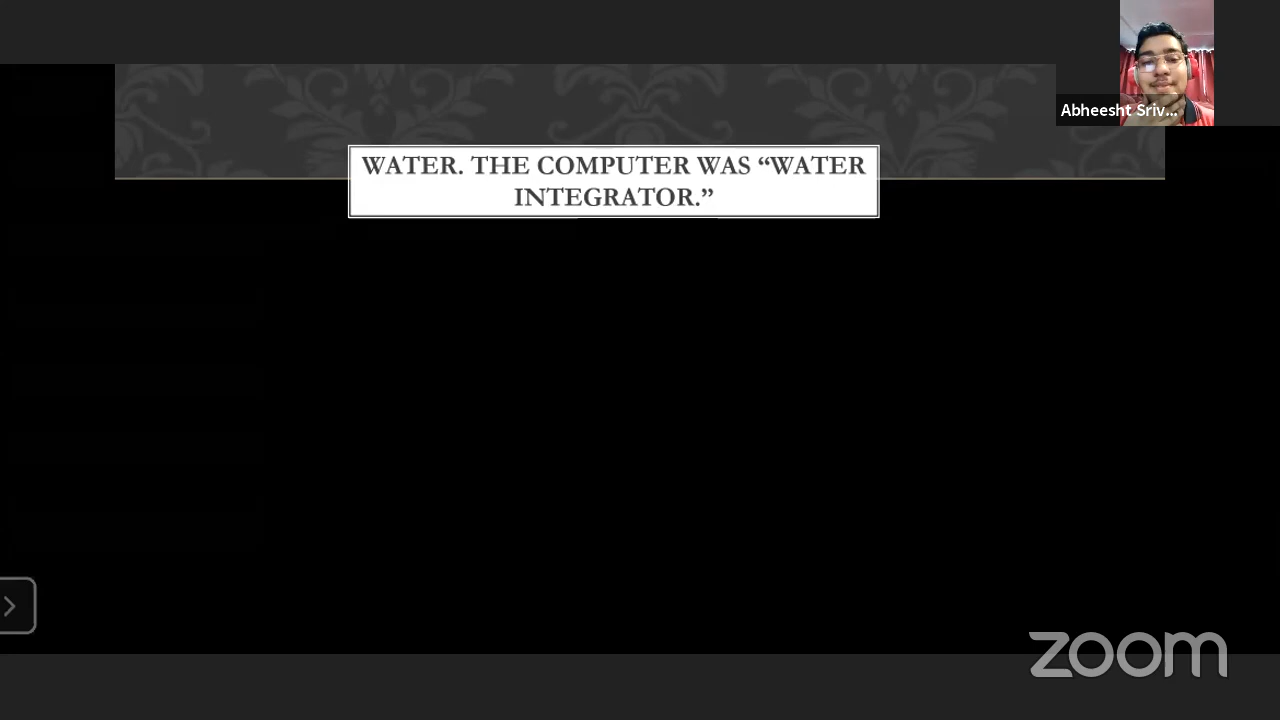 Abheesht Sriv...
WATER. THE COMPUTER WAS “WATER
INTEGRATOR.”
zoom